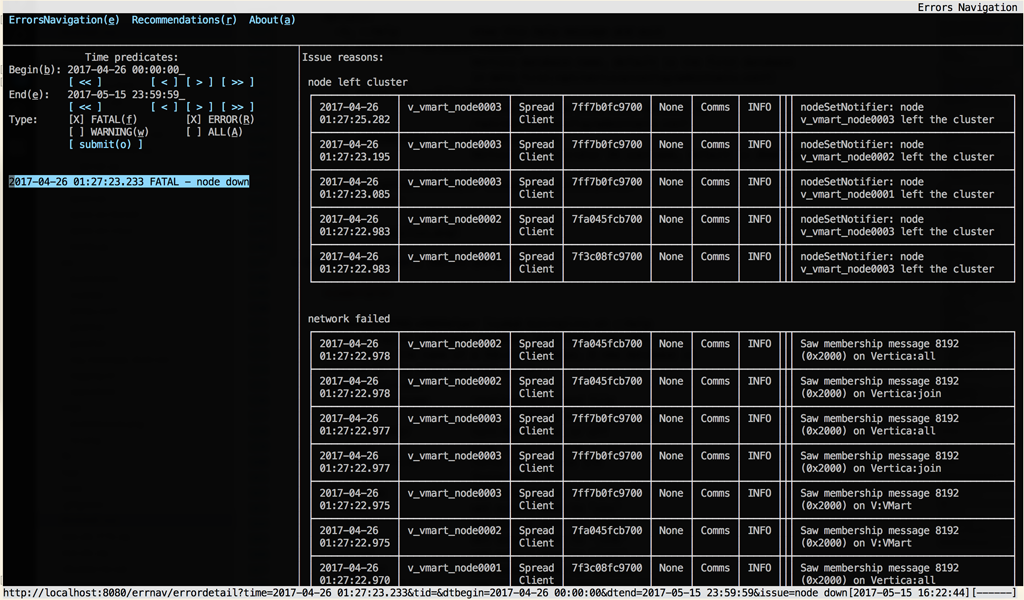 Errors Navigation
ErrorsNavigation(e) Recommendations(r) About(a)
Time predicates:
Begin(b): 2017-04-26 00:00:00_
[ << ] [ < ] [ > ] [ >> ]
End(e): 2017-05-15 23:59:59_
[ << ] [ < ] [ > ] [ >> ]
Type: [X] FATAL(f) [X] ERROR(R)
[ ] WARNING(w) [ ] ALL(A)
[ submit(o) ]
2017-04-26 01:27:23.233 FATAL - node down
Issue reasons:
node left cluster
2017-04-26 v_vmart_node0003 Spread 7ff7b0fc9700 None Comms INFO nodeSetNotifier: node
01:27:25.282 Client v_vmart_node0003 left the cluster
2017-04-26 v_vmart_node0003 Spread 7ff7b0fc9700 None Comms INFO nodeSetNotifier: node
01:27:23.195 Client v_vmart_node0002 left the cluster
2017-04-26 v_vmart_node0003 Spread 7ff7b0fc9700 None Comms INFO nodeSetNotifier: node
01:27:23.085 Client v_vmart_node0001 left the cluster
2017-04-26 v_vmart_node0002 Spread 7fa045fcb700 None Comms INFO nodeSetNotifier: node
01:27:22.983 Client v_vmart_node0003 left the cluster
2017-04-26 v_vmart_node0001 Spread 7f3c08fc9700 None Comms INFO nodeSetNotifier: node
01:27:22.983 Client v_vmart_node0003 left the cluster
network failed
2017-04-26 v_vmart_node0002 Spread 7fa045fcb700 None Comms INFO Saw membership message 8192
01:27:22.978 Client (0x2000) on Vertica:all
2017-04-26 v_vmart_node0002 Spread 7fa045fcb700 None Comms INFO Saw membership message 8192
01:27:22.978 Client (0x2000) on Vertica:join
2017-04-26 v_vmart_node0003 Spread 7ff7b0fc9700 None Comms INFO Saw membership message 8192
01:27:22.977 Client (0x2000) on Vertica:all
2017-04-26 v_vmart_node0003 Spread 7ff7b0fc9700 None Comms INFO Saw membership message 8192
01:27:22.977 Client (0x2000) on Vertica:join
2017-04-26 v_vmart_node0003 Spread 7ff7b0fc9700 None Comms INFO Saw membership message 8192
01:27:22.975 Client (0x2000) on V:VMart
2017-04-26 v_vmart_node0002 Spread 7fa045fcb700 None Comms INFO Saw membership message 8192
01:27:22.975 Client (0x2000) on V:VMart
2017-04-26 v_vmart_node0001 Spread 7f3c08fc9700 None Comms INFO Saw membership message 8192
01:27:22.970 Client (0x2000) on Vertica:all
http://localhost:8080/errnav/errordetail?time=2017-04-26 01:27:23.233&tid=&dtbegin=2017-04-26 00:00:00&dtend=2017-05-15 23:59:59&issue=node down[2017-05-15 16:22:44][------]